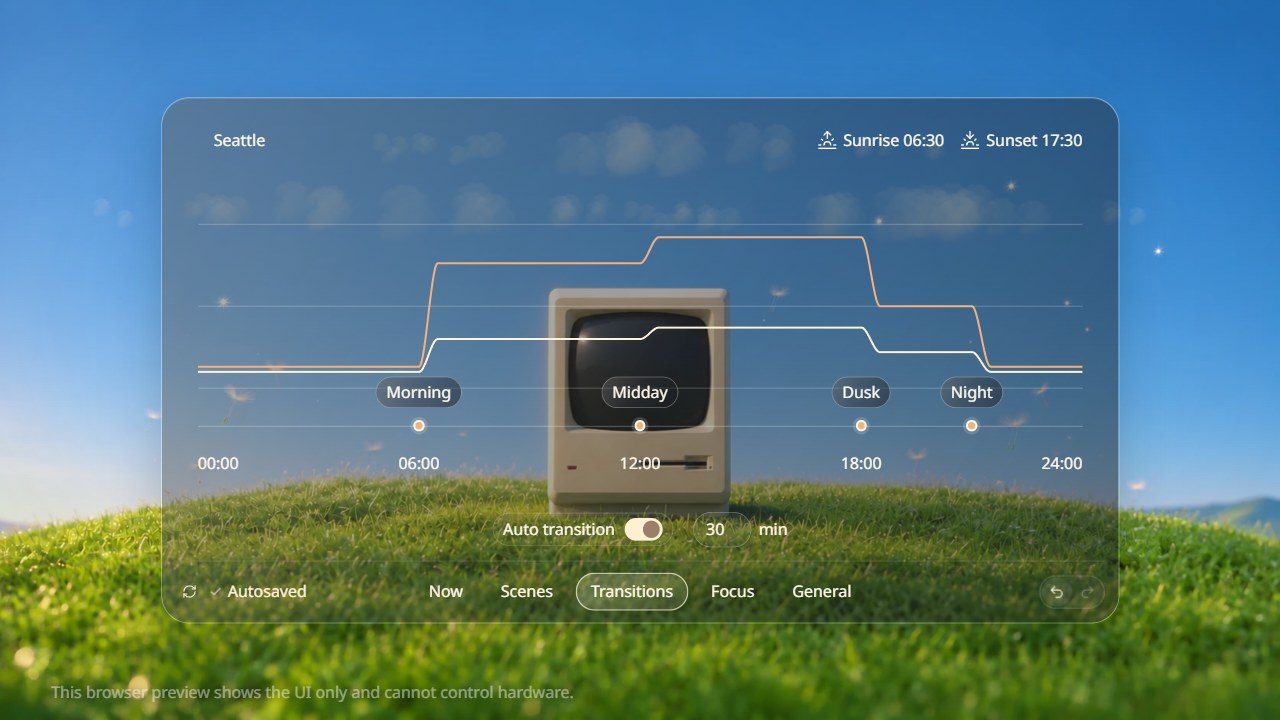 Seattle
Sunrise 06:30
Sunset 17:30
Morning
Midday
Dusk
Night
00:00
06:00
12:00
18:00
24:00
Auto transition
30 min
Autosaved
Now
Scenes
Transitions
Focus
General
This browser preview shows the UI only and cannot control hardware.